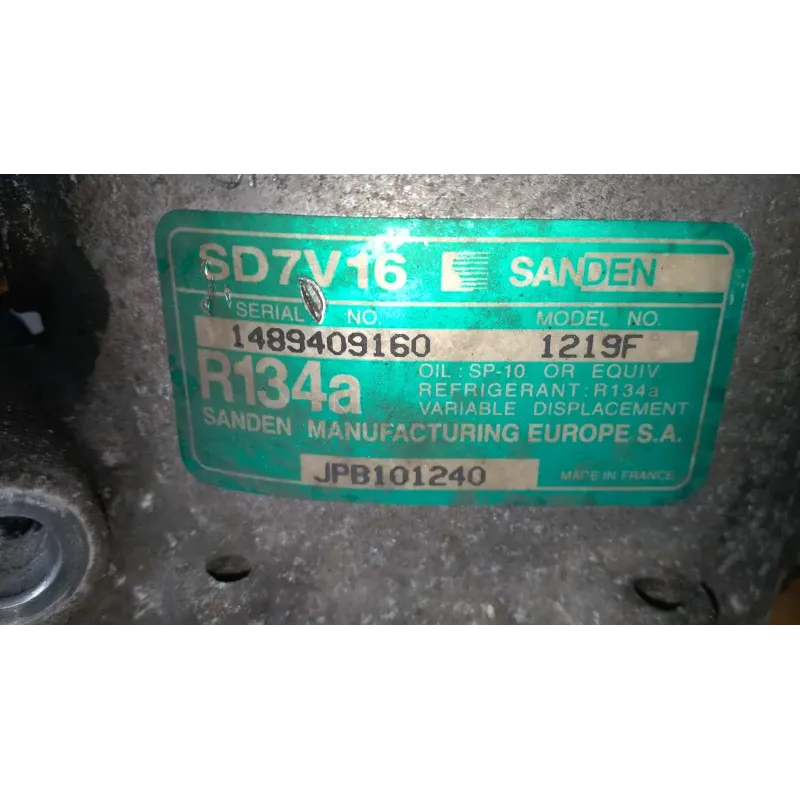 SD7V16 SANDEN
SERIAL NO. MODEL NO.
1489409160 1219F
R134a OIL: SP-10 OR EQUIV
REFRIGERANT: R134a
VARIABLE DISPLACEMENT
SANDEN MANUFACTURING EUROPE S.A.
JPB101240 MADE IN FRANCE